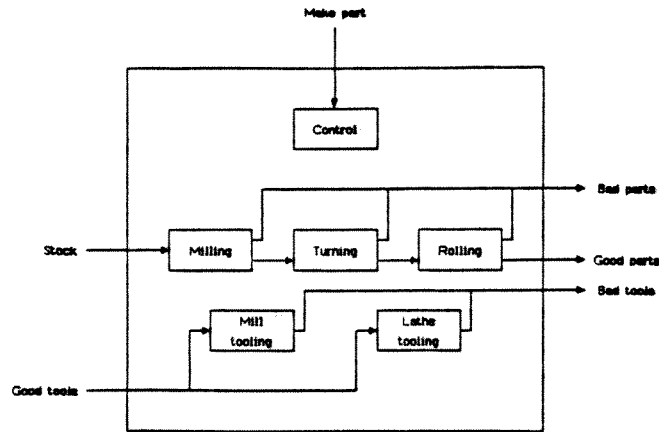 Make part
Control
Bad parts
Stock
Milling
Turning
Rolling
Good parts
Bad tools
Mill
tooling
Lathe
tooling
Good tools